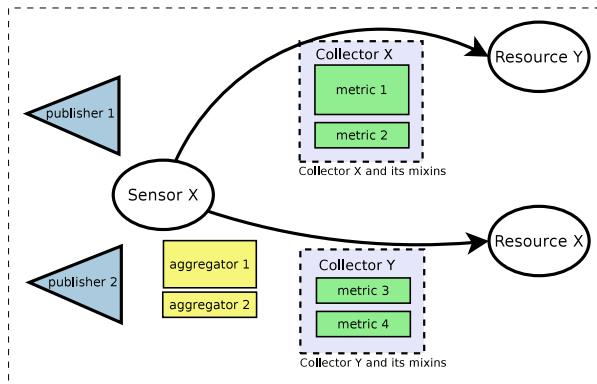 Collector X
Resource Y
metric 1
publisher 1
metric 2
Collector X and its mixins
Sensor X
Resource X
aggregator 1
Collector Y
publisher 2
metric 3
aggregator 2
metric 4
Collector Y and its mixins